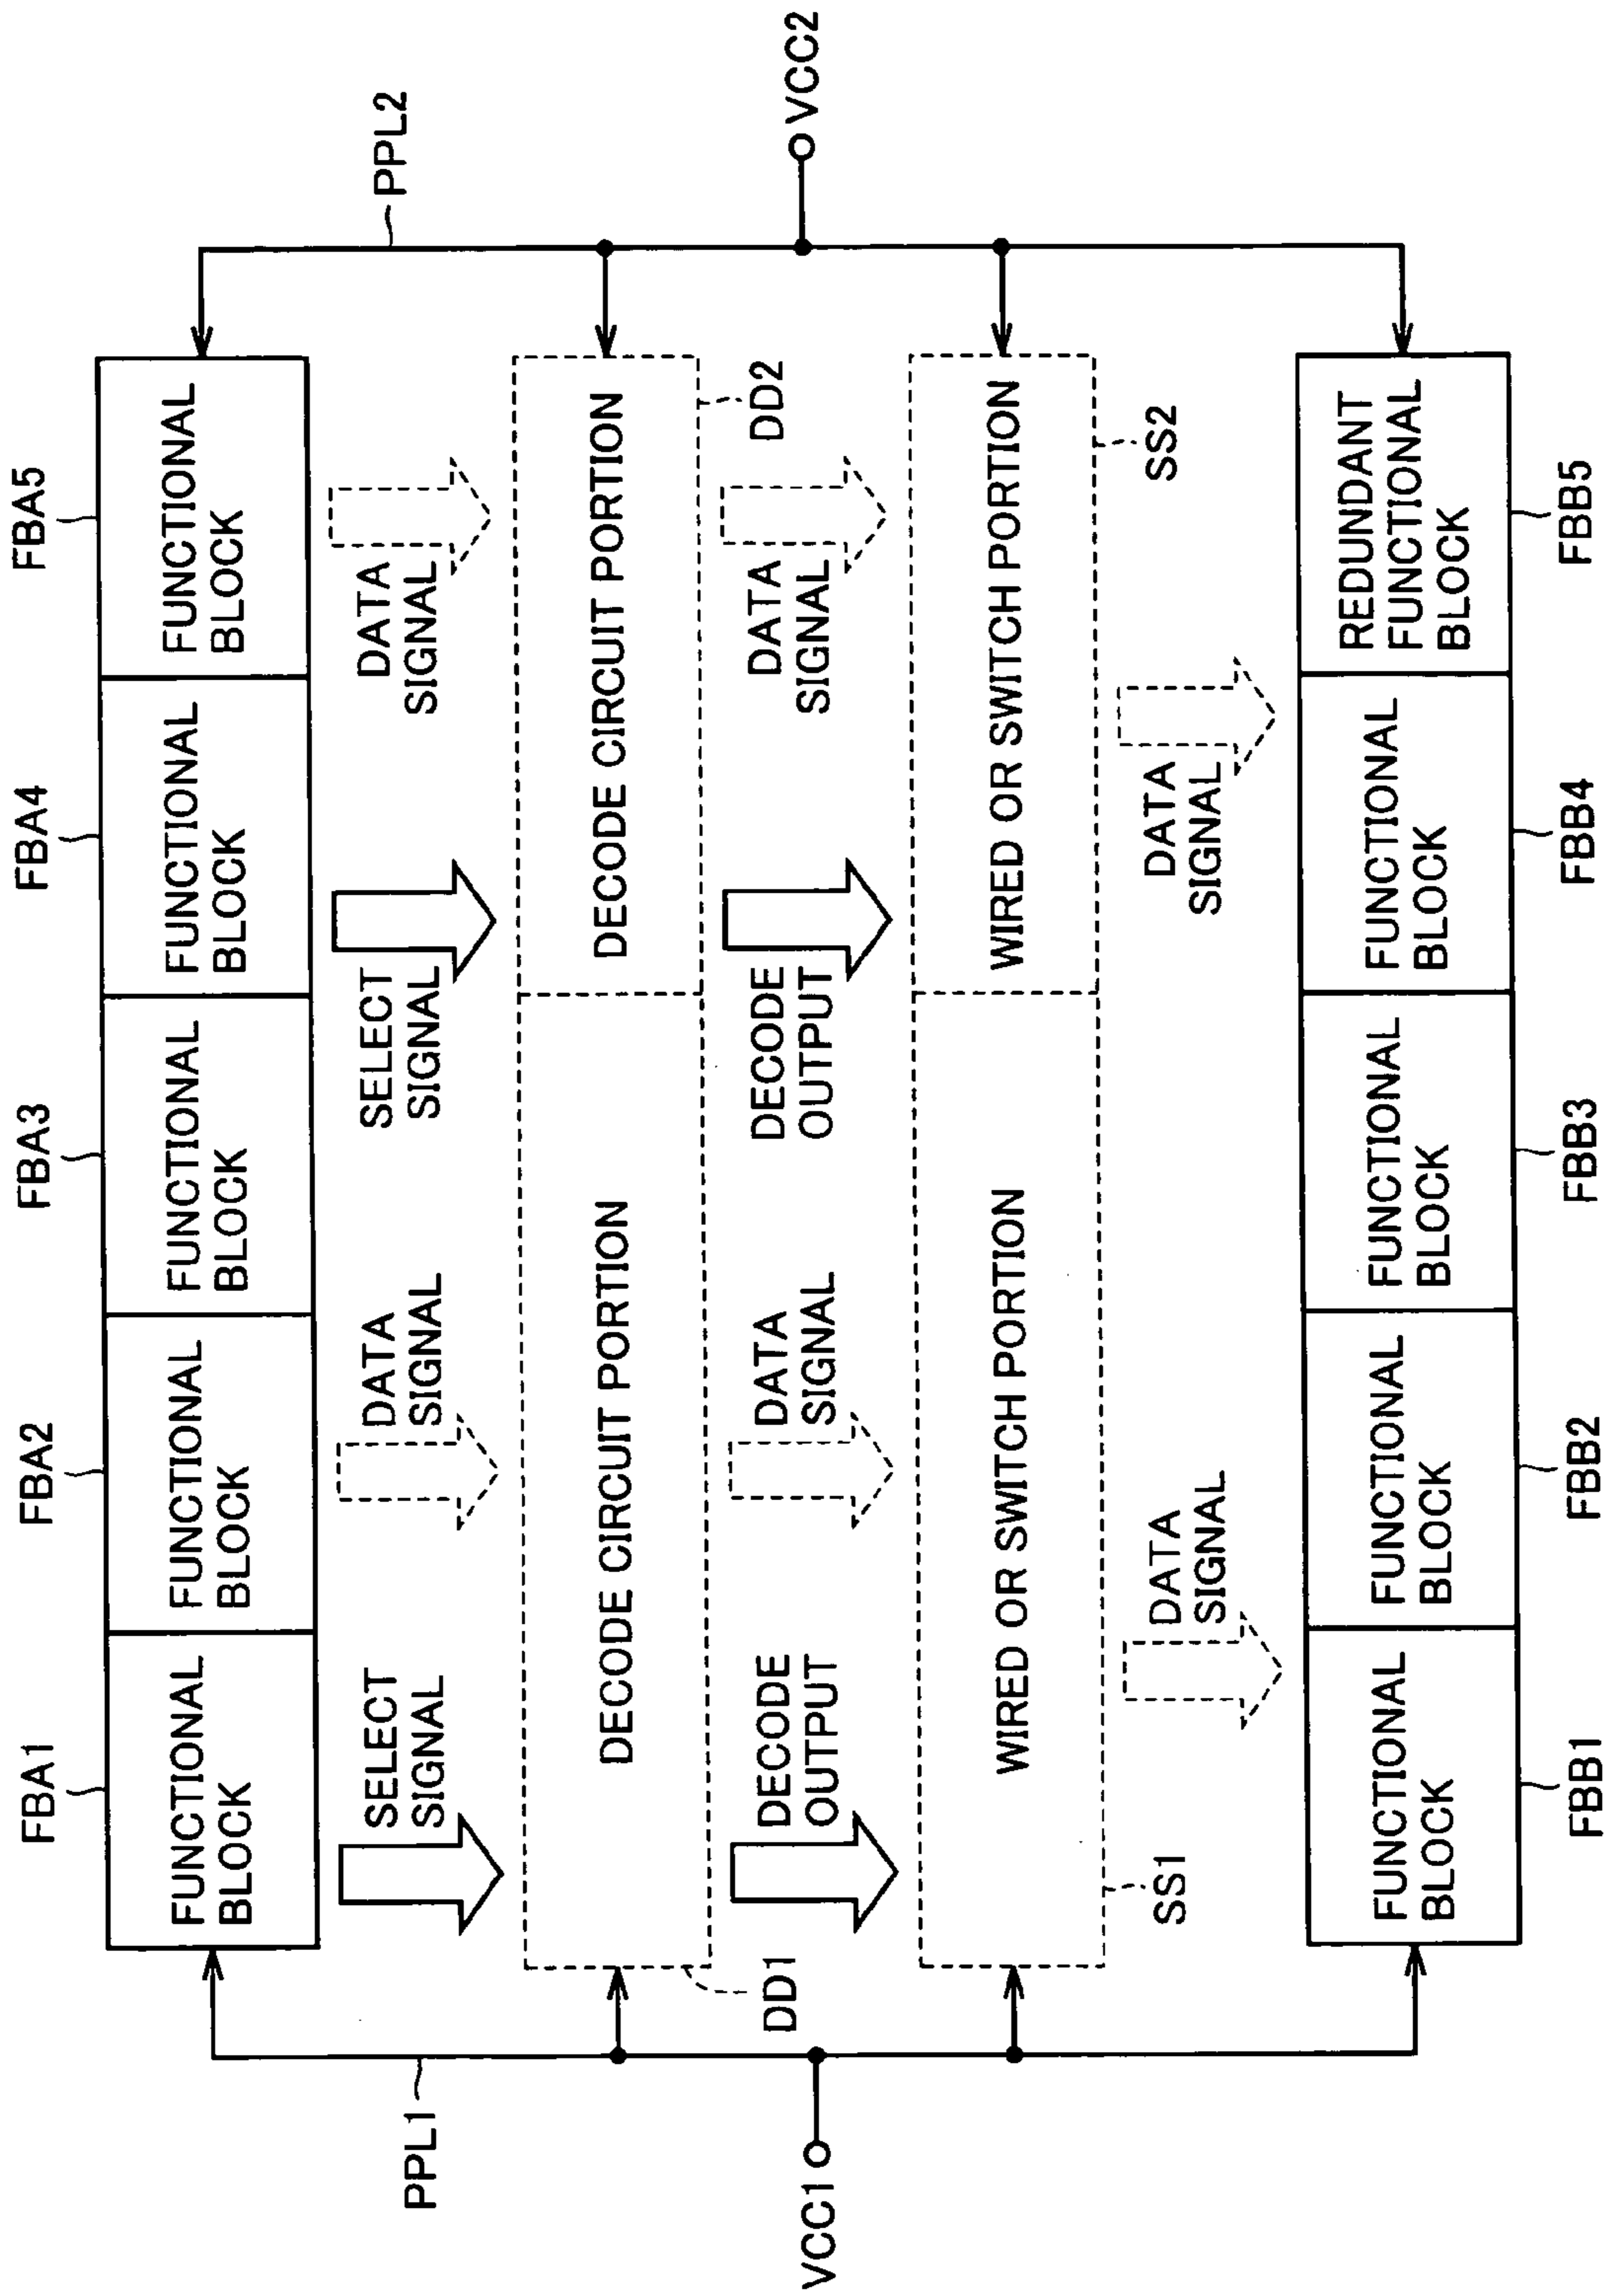 FBA1
FBA2
FBA3
FBA4
FBA5
FUNCTIONAL
BLOCK
FUNCTIONAL
BLOCK
FUNCTIONAL
BLOCK
FUNCTIONAL
BLOCK
FUNCTIONAL
BLOCK
PPL1
PPL2
SELECT
SIGNAL
DATA
SIGNAL
SELECT
SIGNAL
DATA
SIGNAL
DECODE CIRCUIT PORTION
DECODE CIRCUIT PORTION
DD1
DD2
DECODE
OUTPUT
DATA
SIGNAL
DECODE
OUTPUT
DATA
SIGNAL
VCC1
VCC2
WIRED OR SWITCH PORTION
WIRED OR SWITCH PORTION
SS1
SS2
DATA
SIGNAL
DATA
SIGNAL
FUNCTIONAL
BLOCK
FUNCTIONAL
BLOCK
FUNCTIONAL
BLOCK
FUNCTIONAL
BLOCK
REDUNDANT
FUNCTIONAL
BLOCK
FBB1
FBB2
FBB3
FBB4
FBB5